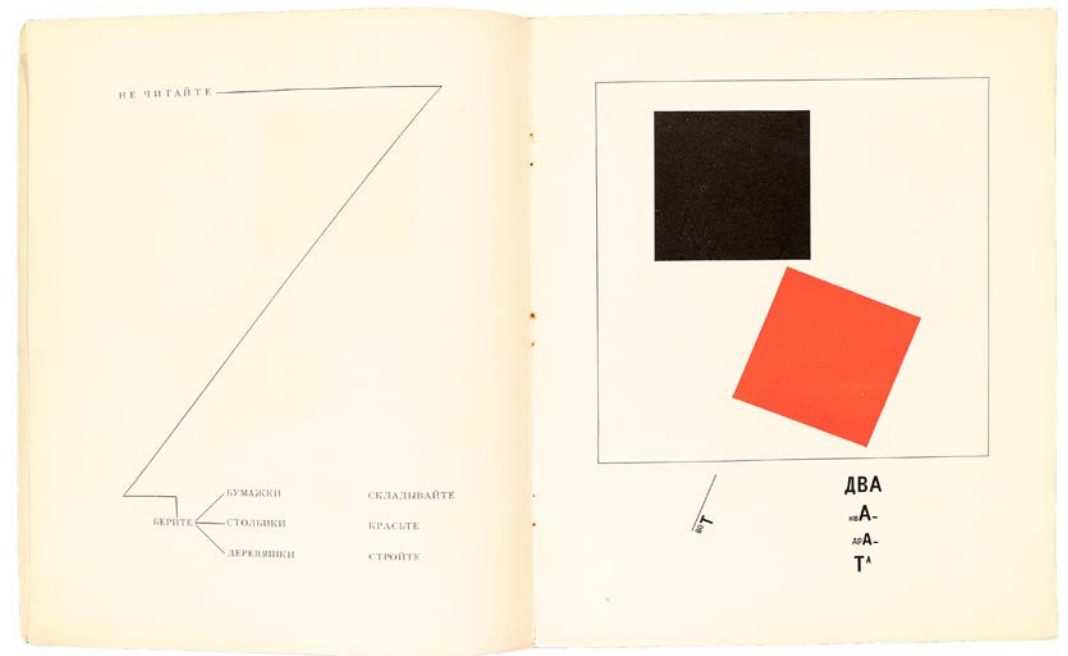 НЕ ЧИТАЙТЕ
БУМАЖКИ СКЛАДЫВАЙТЕ
БЕРИТЕ СТОЛБИКИ КРАСЬТЕ
ДЕРЕВЯШКИ СТРОЙТЕ
ВОТ
ДВА
КВА-
ДРА-
ТА